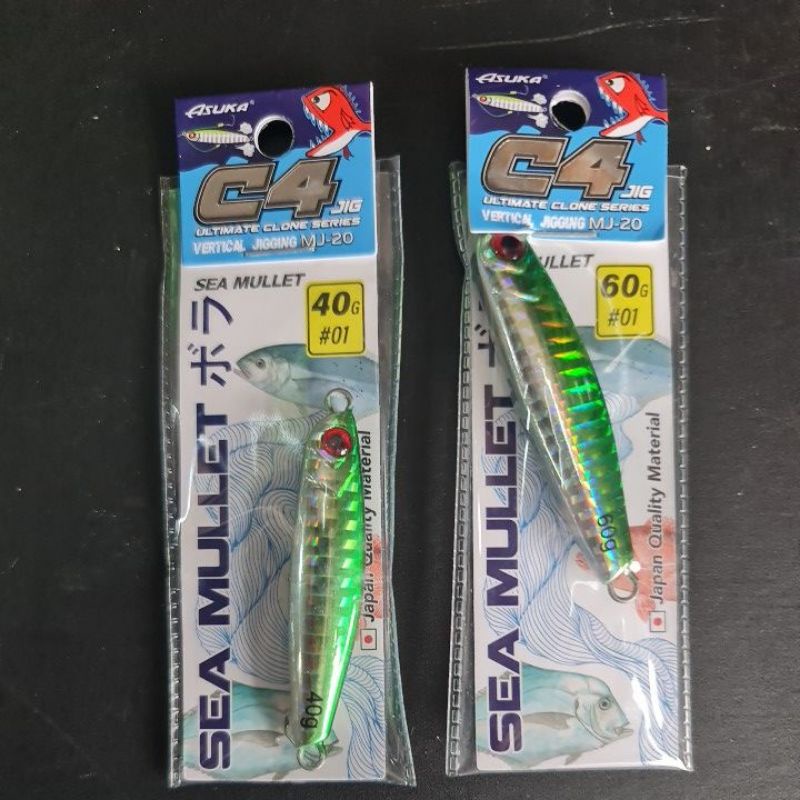 ASUKA®
C4
JIG
ULTIMATE CLONE SERIES
VERTICAL JIGGING MJ-20
SEA MULLET
40G
#01
SEA MULLET ボラ
Japan Quality Material
40g
ASUKA®
C4
JIG
ULTIMATE CLONE SERIES
VERTICAL JIGGING MJ-20
ULLET
60G
#01
SEA MULLET
Japan Quality Material
60g